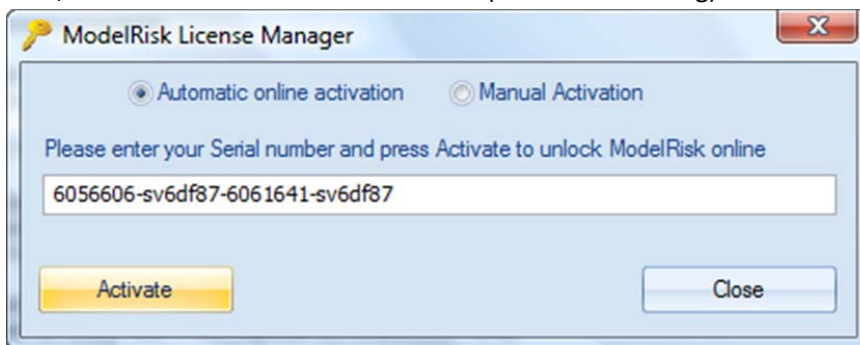 ModelRisk License Manager
Automatic online activation Manual Activation
Please enter your Serial number and press Activate to unlock ModelRisk online
6056606-sv6df87-6061641-sv6df87
Activate Close